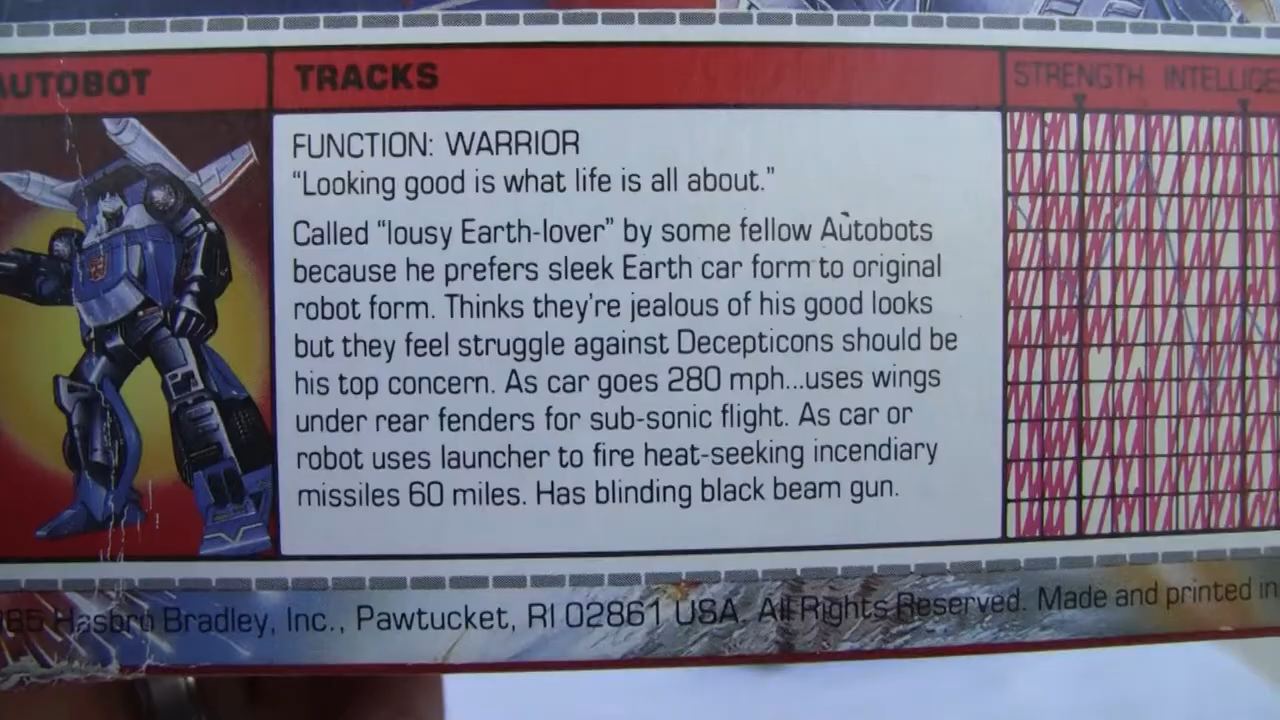 AUTOBOT
TRACKS
STRENGTH INTELLIGE
FUNCTION: WARRIOR
“Looking good is what life is all about.”
Called “lousy Earth-lover” by some fellow Autobots
because he prefers sleek Earth car form to original
robot form. Thinks they’re jealous of his good looks
but they feel struggle against Decepticons should be
his top concern. As car goes 280 mph...uses wings
under rear fenders for sub-sonic flight. As car or
robot uses launcher to fire heat-seeking incendiary
missiles 60 miles. Has blinding black beam gun.
85 Hasbro Bradley, Inc., Pawtucket, RI 02861 USA. All Rights Reserved. Made and printed in